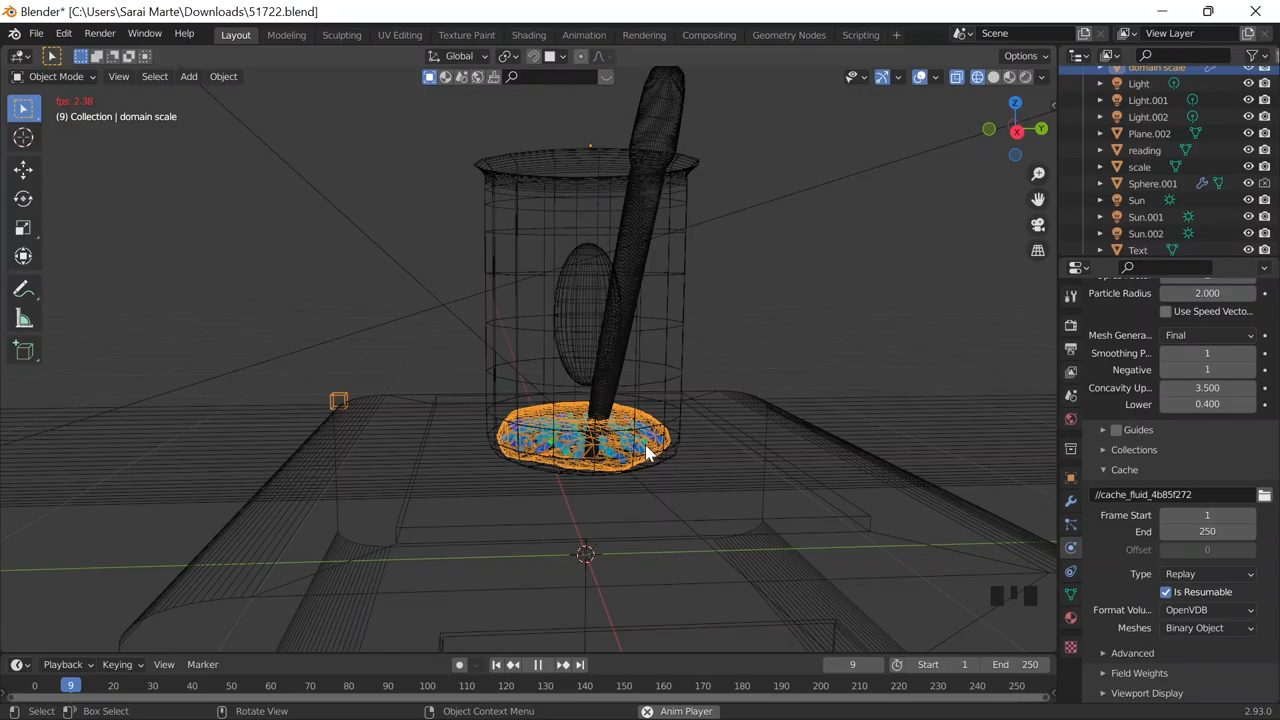 Blender* [C:\Users\Sarai Marte\Downloads\51722.blend]
File Edit Render Window Help Layout Modeling Sculpting UV Editing Texture Paint Shading Animation Rendering Compositing Geometry Nodes Scripting + Scene View Layer
Global Options
Object Mode View Select Add Object
fps: 2.38
(9) Collection | domain scale
domain scale
Light
Light.001
Light.002
Plane.002
reading
scale
Sphere.001
Sun
Sun.001
Sun.002
Text
Z
Y
X
Particle Radius 2.000
Use Speed Vecto...
Mesh Genera... Final
Smoothing P... 1
Negative 1
Concavity Up... 3.500
Lower 0.400
Guides
Collections
Cache
//cache_fluid_4b85f272
Frame Start 1
End 250
Offset 0
Type Replay
Is Resumable
Format Volu... OpenVDB
Meshes Binary Object
Advanced
Field Weights
Viewport Display
Playback Keying View Marker 9 Start 1 End 250
0 9 20 30 40 50 60 70 80 90 100 110 120 130 140 150 160 170 180 190 200 210 220 230 240 250
Select Box Select Rotate View Object Context Menu Anim Player 2.93.0